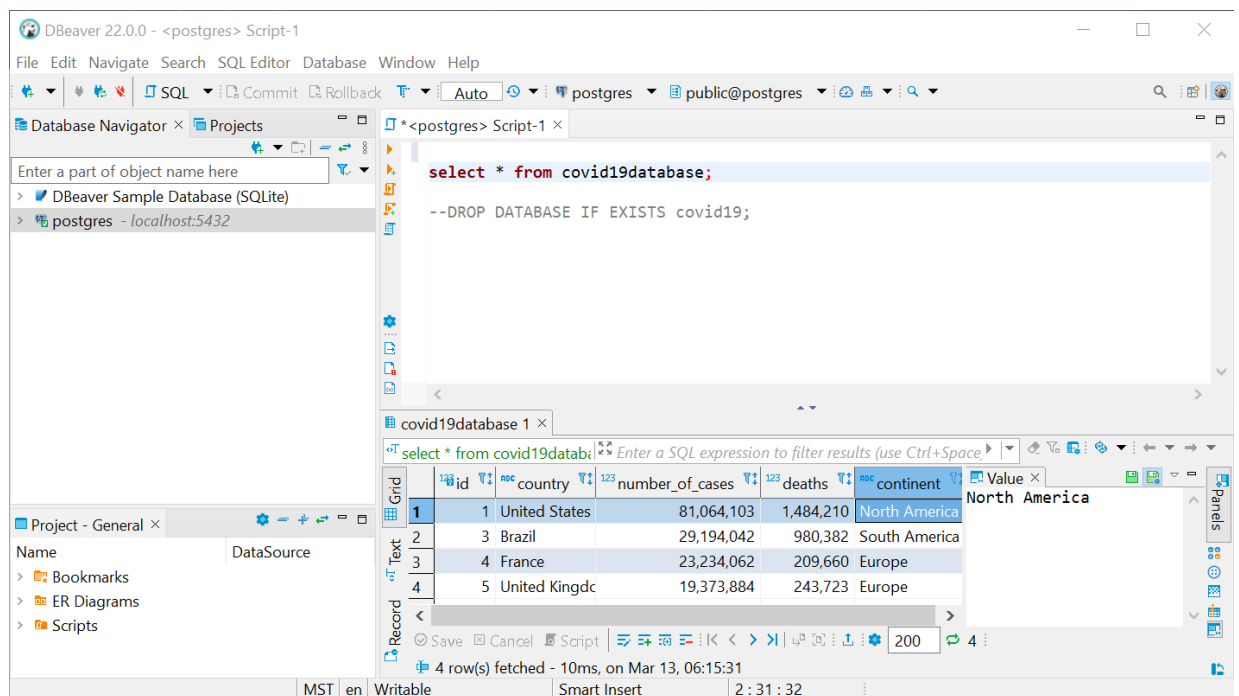 DBeaver 22.0.0 - <postgres> Script-1
File Edit Navigate Search SQL Editor Database Window Help
SQL Commit Rollback Auto postgres public@postgres
Database Navigator Projects
*<postgres> Script-1
Enter a part of object name here
DBeaver Sample Database (SQLite)
postgres - localhost:5432
select * from covid19database;
--DROP DATABASE IF EXISTS covid19;
covid19database 1
select * from covid19databa Enter a SQL expression to filter results (use Ctrl+Space
Grid
Text
Record
123 id ABC country 123 number_of_cases 123 deaths ABC continent
1 1 United States 81,064,103 1,484,210 North America
2 3 Brazil 29,194,042 980,382 South America
3 4 France 23,234,062 209,660 Europe
4 5 United Kingdc 19,373,884 243,723 Europe
Value
North America
Panels
Save Cancel Script 200 4
4 row(s) fetched - 10ms, on Mar 13, 06:15:31
Project - General
Name DataSource
Bookmarks
ER Diagrams
Scripts
MST en Writable Smart Insert 2 : 31 : 32